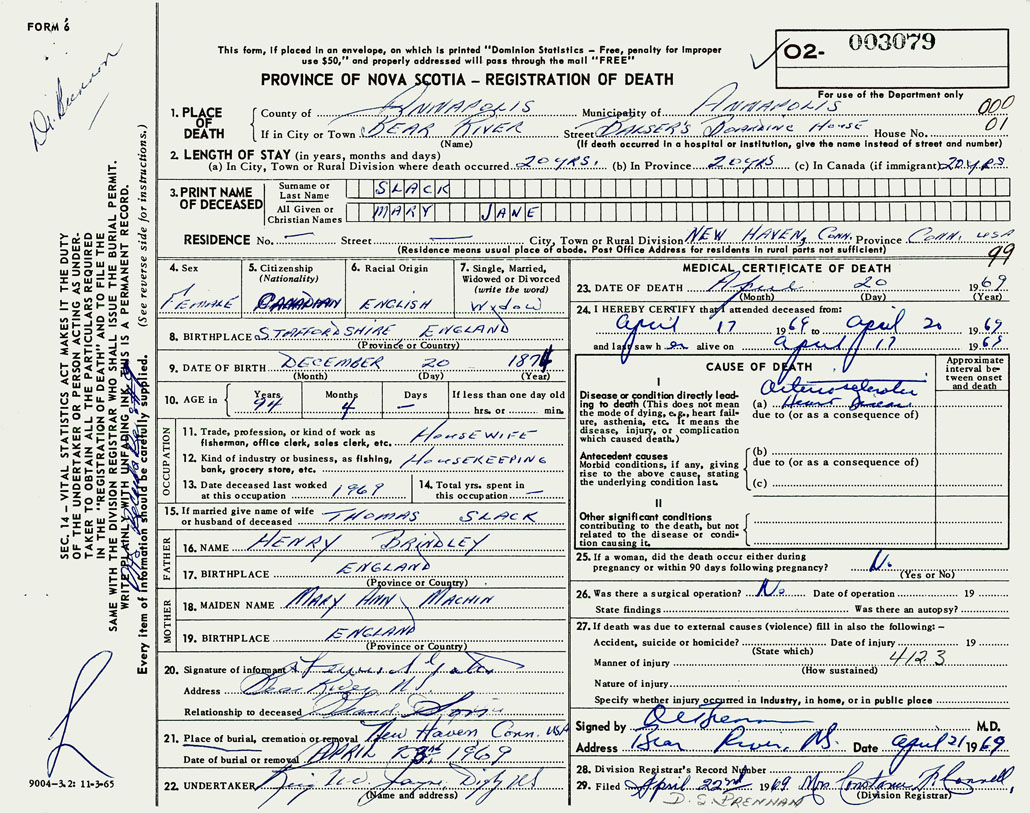 FORM 6
O2- 003079
This form, if placed in an envelope, on which is printed "Dominion Statistics – Free, penalty for improper
use $50," and properly addressed will pass through the mail "FREE"
PROVINCE OF NOVA SCOTIA – REGISTRATION OF DEATH
For use of the Department only
000
01
1. PLACE OF DEATH
County of ANNAPOLIS Municipality of ANNAPOLIS
If in City or Town BEAR RIVER Street BOARDING HOUSE House No.
(Name) (If death occurred in a hospital or institution, give the name instead of street and number)
2. LENGTH OF STAY (in years, months and days)
(a) In City, Town or Rural Division where death occurred 20 YRS. (b) In Province 20 YRS (c) In Canada (if immigrant) 20 YRS.
3. PRINT NAME OF DECEASED
Surname or Last Name SLACK
All Given or Christian Names MARY JANE
RESIDENCE No. — Street — City, Town or Rural Division NEW HAVEN, CONN. Province CONN. USA
(Residence means usual place of abode. Post Office Address for residents in rural parts not sufficient)
99
4. Sex FEMALE
5. Citizenship (Nationality) CANADIAN
6. Racial Origin ENGLISH
7. Single, Married, Widowed or Divorced (write the word) WIDOW
8. BIRTHPLACE STAFFORDSHIRE ENGLAND
(Province or Country)
9. DATE OF BIRTH DECEMBER 20 1874
(Month) (Day) (Year)
10. AGE in Years 94 Months 4 Days — If less than one day old hrs. or min.
OCCUPATION
11. Trade, profession, or kind of work as fisherman, office clerk, sales clerk, etc. HOUSEWIFE
12. Kind of industry or business, as fishing, bank, grocery store, etc. HOUSEKEEPING
13. Date deceased last worked at this occupation 1969
14. Total yrs. spent in this occupation —
15. If married give name of wife or husband of deceased THOMAS SLACK
FATHER
16. NAME HENRY BRINDLEY
17. BIRTHPLACE ENGLAND
(Province or Country)
MOTHER
18. MAIDEN NAME MARY ANN MACHIN
19. BIRTHPLACE ENGLAND
(Province or Country)
20. Signature of informant
Address Bear River N.S.
Relationship to deceased
21. Place of burial, cremation or removal New Haven Conn. USA
Date of burial or removal APRIL 23rd 1969
22. UNDERTAKER Digby NS
(Name and address)
MEDICAL CERTIFICATE OF DEATH
23. DATE OF DEATH April 20 1969
(Month) (Day) (Year)
24. I HEREBY CERTIFY that I attended deceased from:
April 17 1969 to April 20 1969
and last saw her alive on April 17 1969
CAUSE OF DEATH
Approximate interval between onset and death
I
Disease or condition directly leading to death (This does not mean the mode of dying, e.g., heart failure, asthenia, etc. It means the disease, injury, or complication which caused death.)
(a) Arteriosclerotic Heart Disease
due to (or as a consequence of)
Antecedent causes
Morbid conditions, if any, giving rise to the above cause, stating the underlying condition last.
(b)
due to (or as a consequence of)
(c)
II
Other significant conditions
contributing to the death, but not related to the disease or condition causing it.
25. If a woman, did the death occur either during pregnancy or within 90 days following pregnancy? No
(Yes or No)
26. Was there a surgical operation? No Date of operation 19
State findings Was there an autopsy?
27. If death was due to external causes (violence) fill in also the following: –
Accident, suicide or homicide? Date of injury 19
(State which)
Manner of injury 412.3
(How sustained)
Nature of injury
Specify whether injury occurred in industry, in home, or in public place
Signed by M.D.
Address Bear River, N.S. Date April 21 1969
28. Division Registrar's Record Number
29. Filed April 22nd 1969 Mrs Constance
(Division Registrar)
D. S. BRENNAN
SEC. 14 – VITAL STATISTICS ACT MAKES IT THE DUTY
OF THE UNDERTAKER OR PERSON ACTING AS UNDER-
TAKER TO OBTAIN ALL THE PARTICULARS REQUIRED
IN THE "REGISTRATION OF DEATH" AND TO FILE THE
SAME WITH THE DIVISION REGISTRAR WHO SHALL ISSUE THE BURIAL PERMIT.
WRITE PLAINLY WITH UNFADING INK THIS IS A PERMANENT RECORD.
Every item of information should be carefully supplied. (See reverse side for instructions.)
9004–3.2: 11-3-65